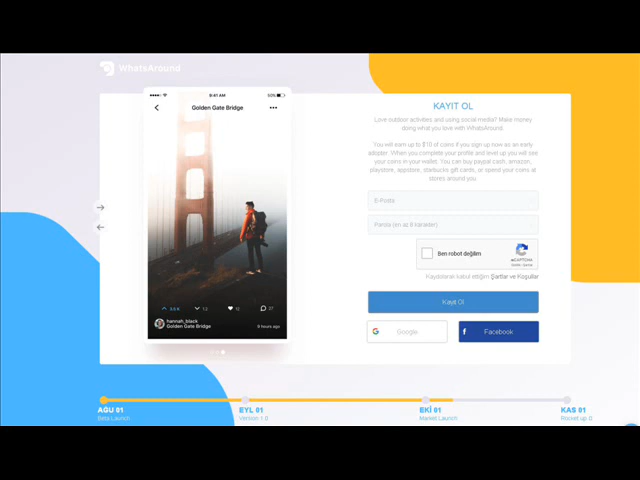 WhatsAround
9:41 AM
50%
Golden Gate Bridge
hannah_black
Golden Gate Bridge
9 hours ago
KAYIT OL
Love outdoor activities and using social media? Make money
doing what you love with WhatsAround.
You will earn up to $10 of coins if you sign up now as an early
adopter. When you complete your profile and level up you will see
your coins in your wallet. You can buy paypal cash, amazon,
playstore, appstore, starbucks gift cards, or spend your coins at
stores around you.
E-Posta
Parola (en az 8 karakter)
Ben robot değilim
reCAPTCHA
Kaydolarak kabul ettiğim Şartlar ve Koşullar
Kayıt Ol
Google
Facebook
AĞU 01
Beta Launch
EYL 01
Version 1.0
EKİ 01
Market Launch
KAS 01